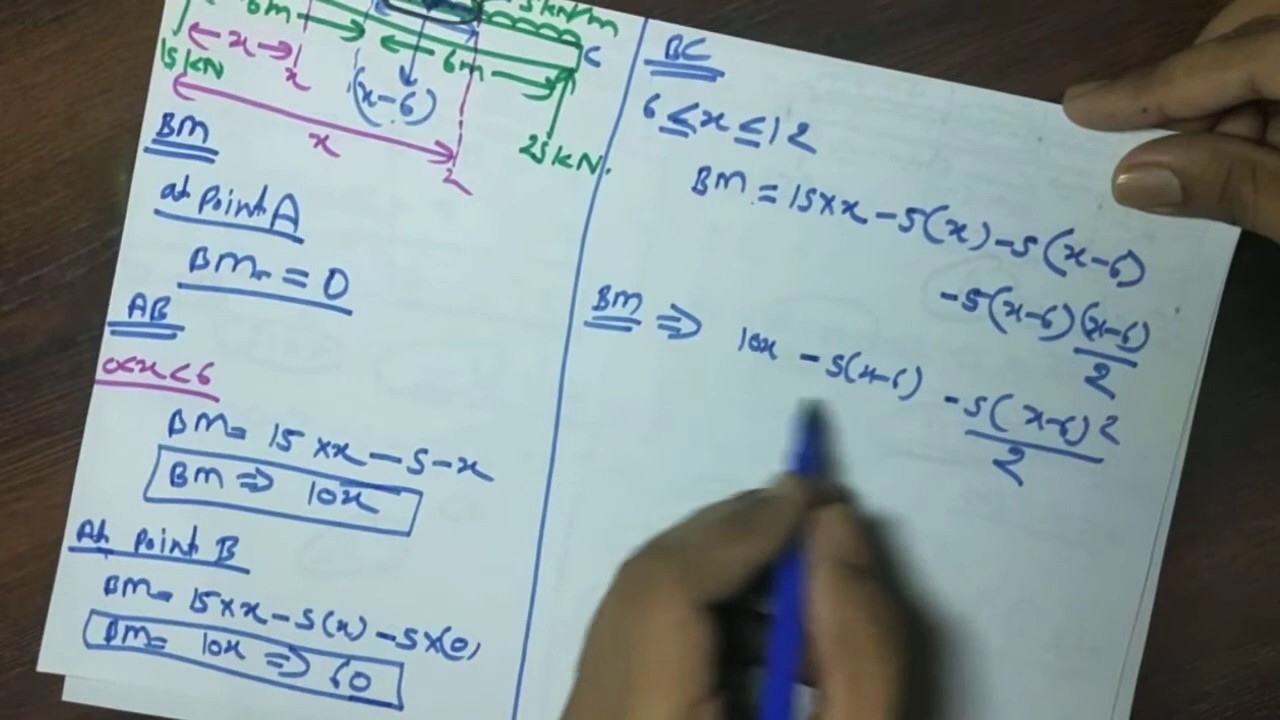 6m
5kN/m
x
x
15KN
(x-6)
6m
C
x
2
25KN.
BM
at Point A
BM = 0
AB
0<x<6
BM = 15 ×x - 5-x
BM ⇒ 10x
At point B
BM = 15×x - 5(x) - 5×(0)
BM = 10x ⇒ 60
BC
6 ≤ x ≤ 12
BM = 15×x - 5(x) - 5(x-6)
-5(x-6)(x-6)
2
BM ⇒ 10x - 5(x-6) - 5(x-6)2
2